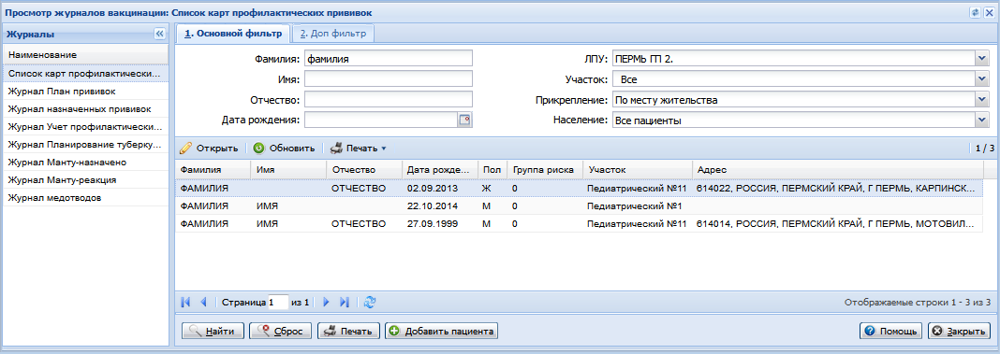 Просмотр журналов вакцинации: Список карт профилактических прививок
Журналы
Наименование
Список карт профилактически...
Журнал План прививок
Журнал назначенных прививок
Журнал Учет профилактически...
Журнал Планирование туберку...
Журнал Манту-назначено
Журнал Манту-реакция
Журнал медотводов
1. Основной фильтр 2. Доп фильтр
Фамилия: фамилия ЛПУ: ПЕРМЬ ГП 2.
Имя: Участок: Все
Отчество: Прикрепление: По месту жительства
Дата рождения: Население: Все пациенты
Открыть Обновить Печать 1 / 3
Фамилия Имя Отчество Дата рожде... Пол Группа риска Участок Адрес
ФАМИЛИЯ ОТЧЕСТВО 02.09.2013 Ж 0 Педиатрический №11 614022, РОССИЯ, ПЕРМСКИЙ КРАЙ, Г ПЕРМЬ, КАРПИНСК...
ФАМИЛИЯ ИМЯ 22.10.2014 М 0 Педиатрический №1
ФАМИЛИЯ ИМЯ ОТЧЕСТВО 27.09.1999 М 0 Педиатрический №11 614014, РОССИЯ, ПЕРМСКИЙ КРАЙ, Г ПЕРМЬ, МОТОВИЛ...
Страница 1 из 1 Отображаемые строки 1 - 3 из 3
Найти Сброс Печать Добавить пациента Помощь Закрыть